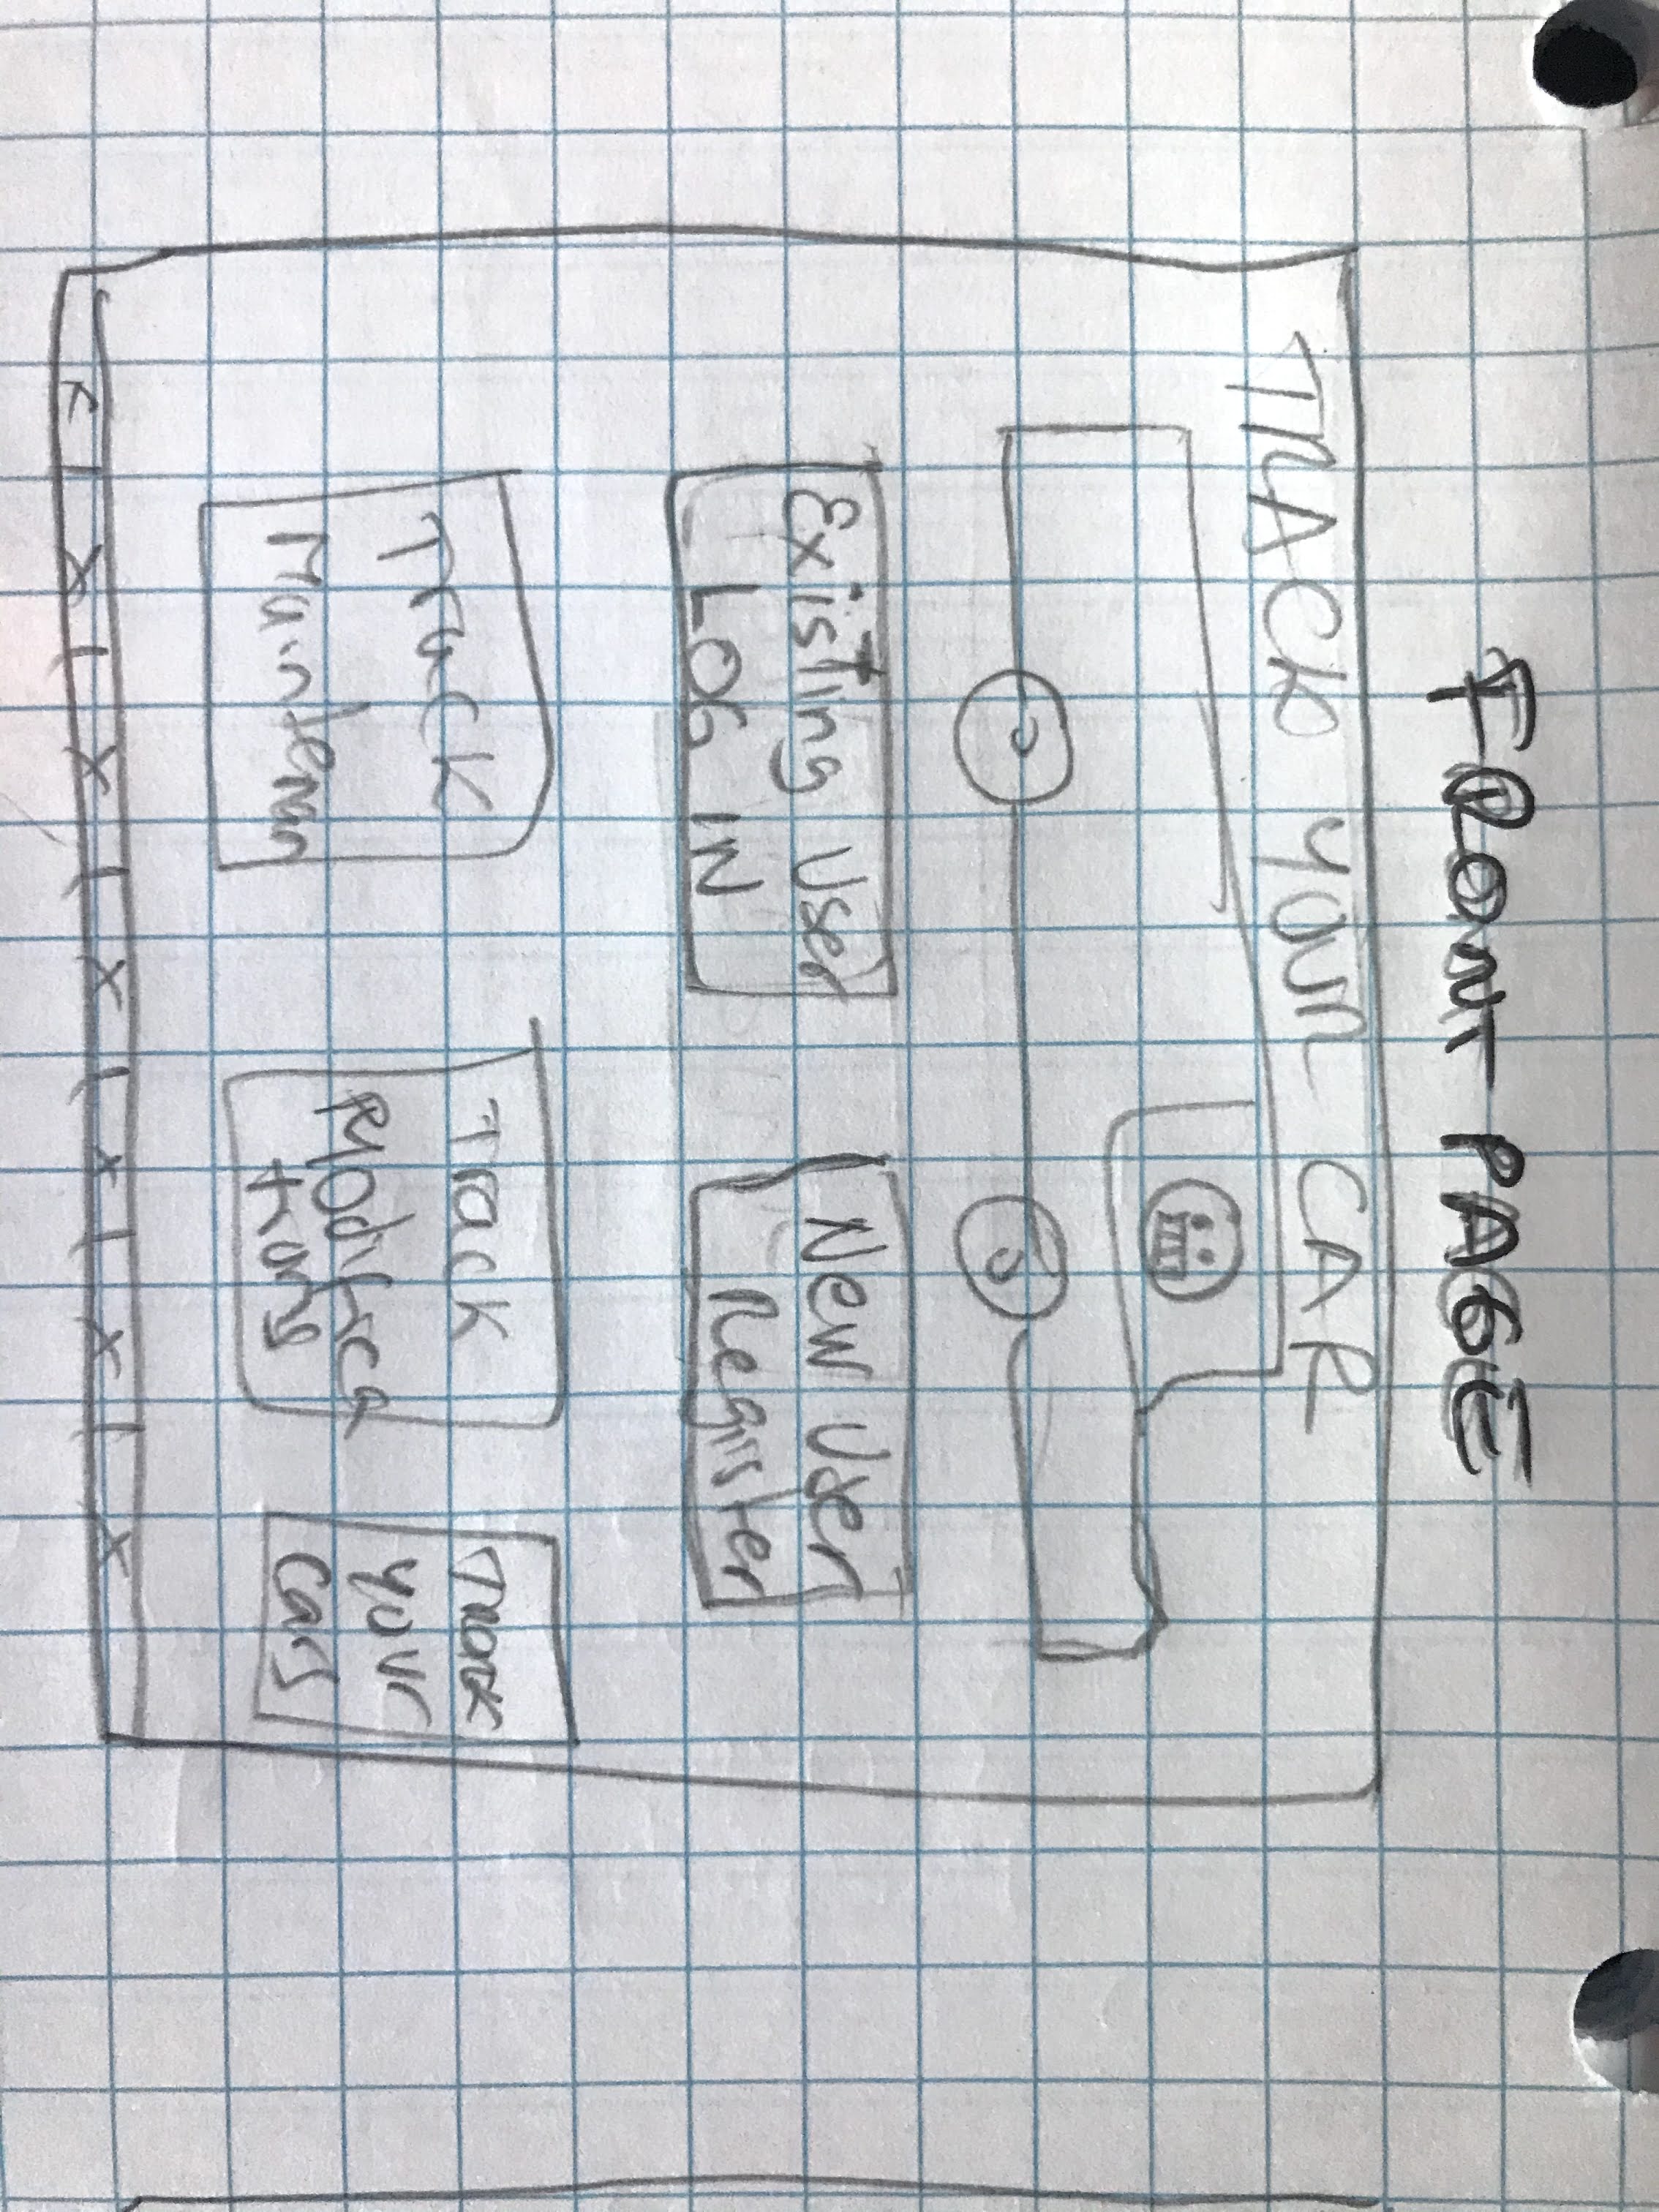 FRONT PAGE
TRACK YOUR CAR
Existing User
LOG IN
New User
Register
Track
Maintenan
Track
Modifica
tions
Track
your
cars
x | x | x | x | x | x | x